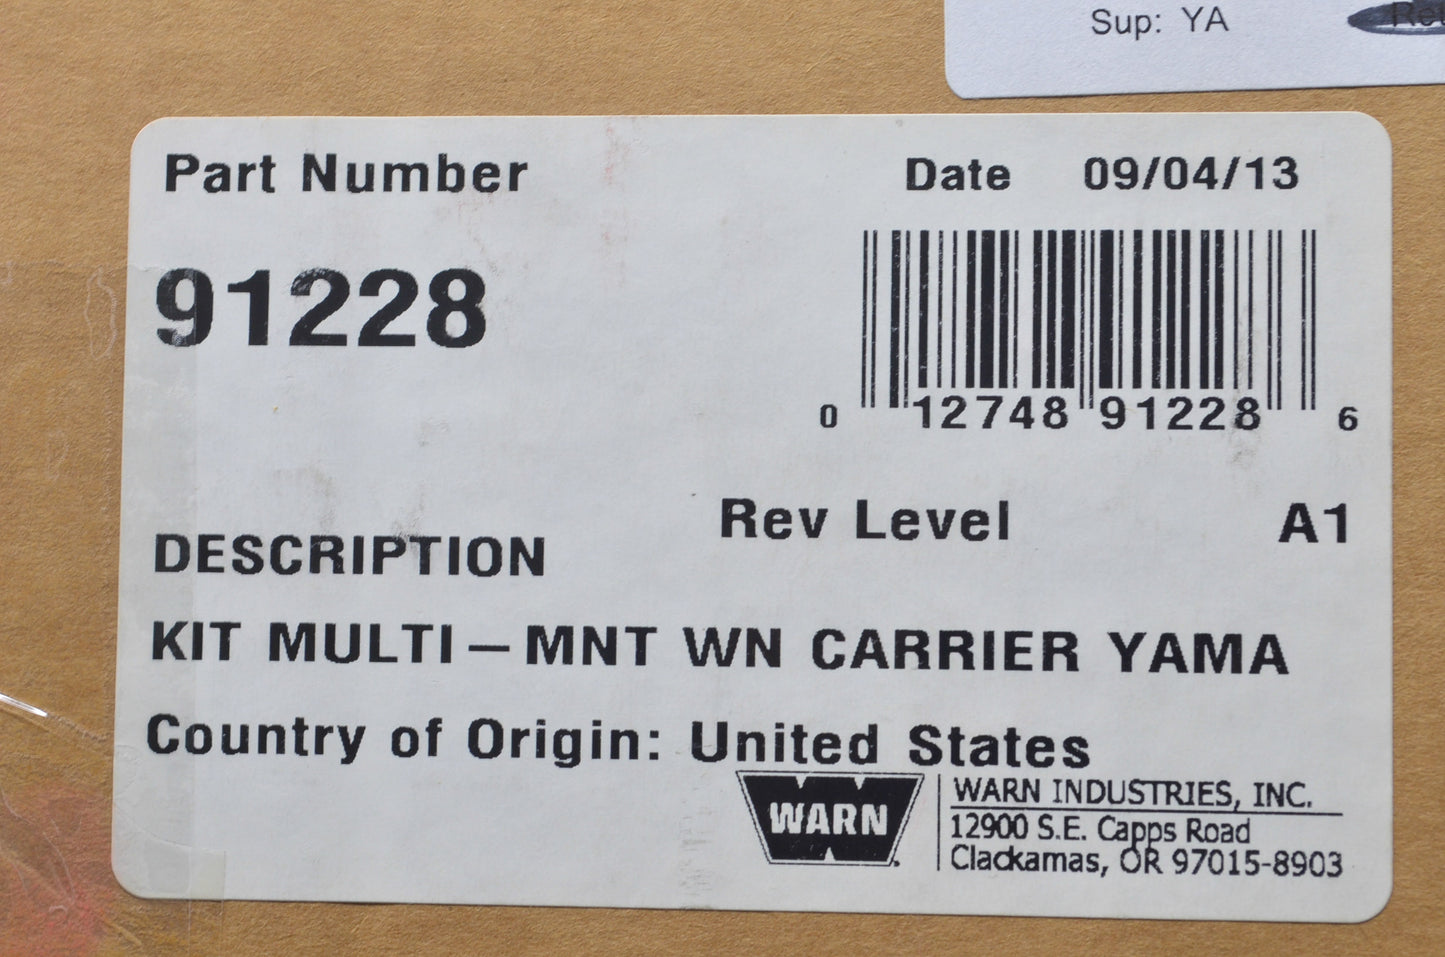 Sup: YA
Part Number
Date 09/04/13
91228
0 12748 91228 6
Rev Level A1
DESCRIPTION
KIT MULTI-MNT WN CARRIER YAMA
Country of Origin: United States
WARN
WARN INDUSTRIES, INC.
12900 S.E. Capps Road
Clackamas, OR 97015-8903